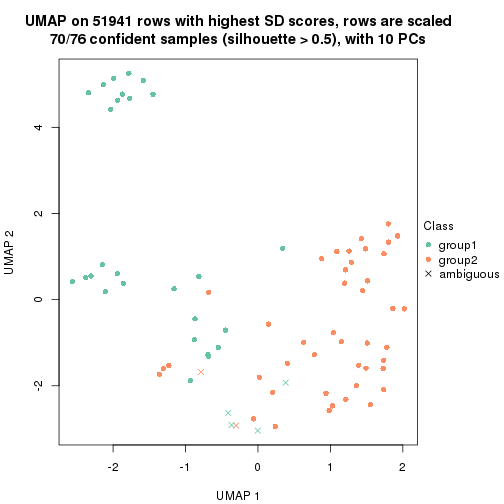 UMAP on 51941 rows with highest SD scores, rows are scaled
70/76 confident samples (silhouette > 0.5), with 10 PCs
4
2
0
-2
UMAP 2
-2 -1 0 1 2
UMAP 1
Class
group1
group2
ambiguous